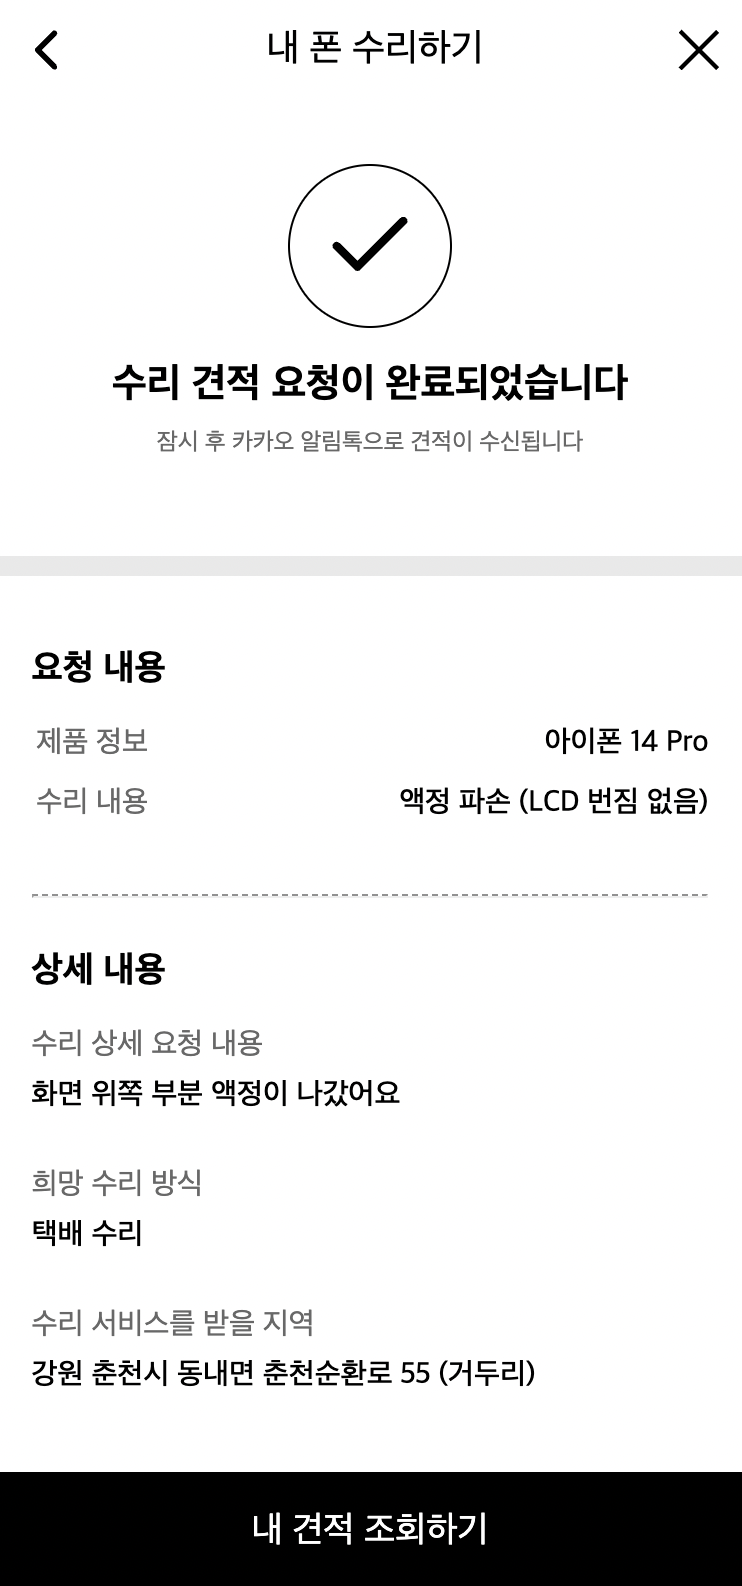 내 폰 수리하기
수리 견적 요청이 완료되었습니다
잠시 후 카카오 알림톡으로 견적이 수신됩니다
요청 내용
제품 정보 아이폰 14 Pro
수리 내용 액정 파손 (LCD 번짐 없음)
상세 내용
수리 상세 요청 내용
화면 위쪽 부분 액정이 나갔어요
희망 수리 방식
택배 수리
수리 서비스를 받을 지역
강원 춘천시 동내면 춘천순환로 55 (거두리)
내 견적 조회하기